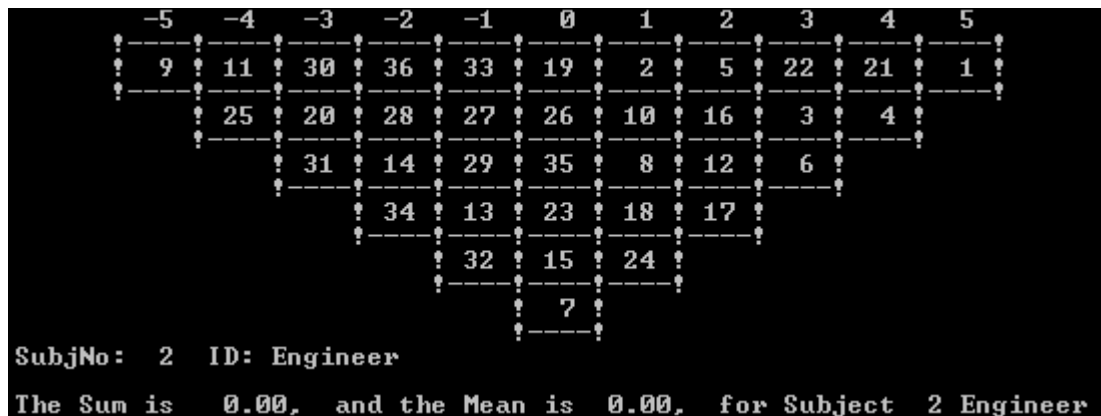 -5 -4 -3 -2 -1 0 1 2 3 4 5
9 11 30 36 33 19 2 5 22 21 1
25 20 28 27 26 10 16 3 4
31 14 29 35 8 12 6
34 13 23 18 17
32 15 24
7
SubjNo: 2 ID: Engineer
The Sum is 0.00, and the Mean is 0.00, for Subject 2 Engineer